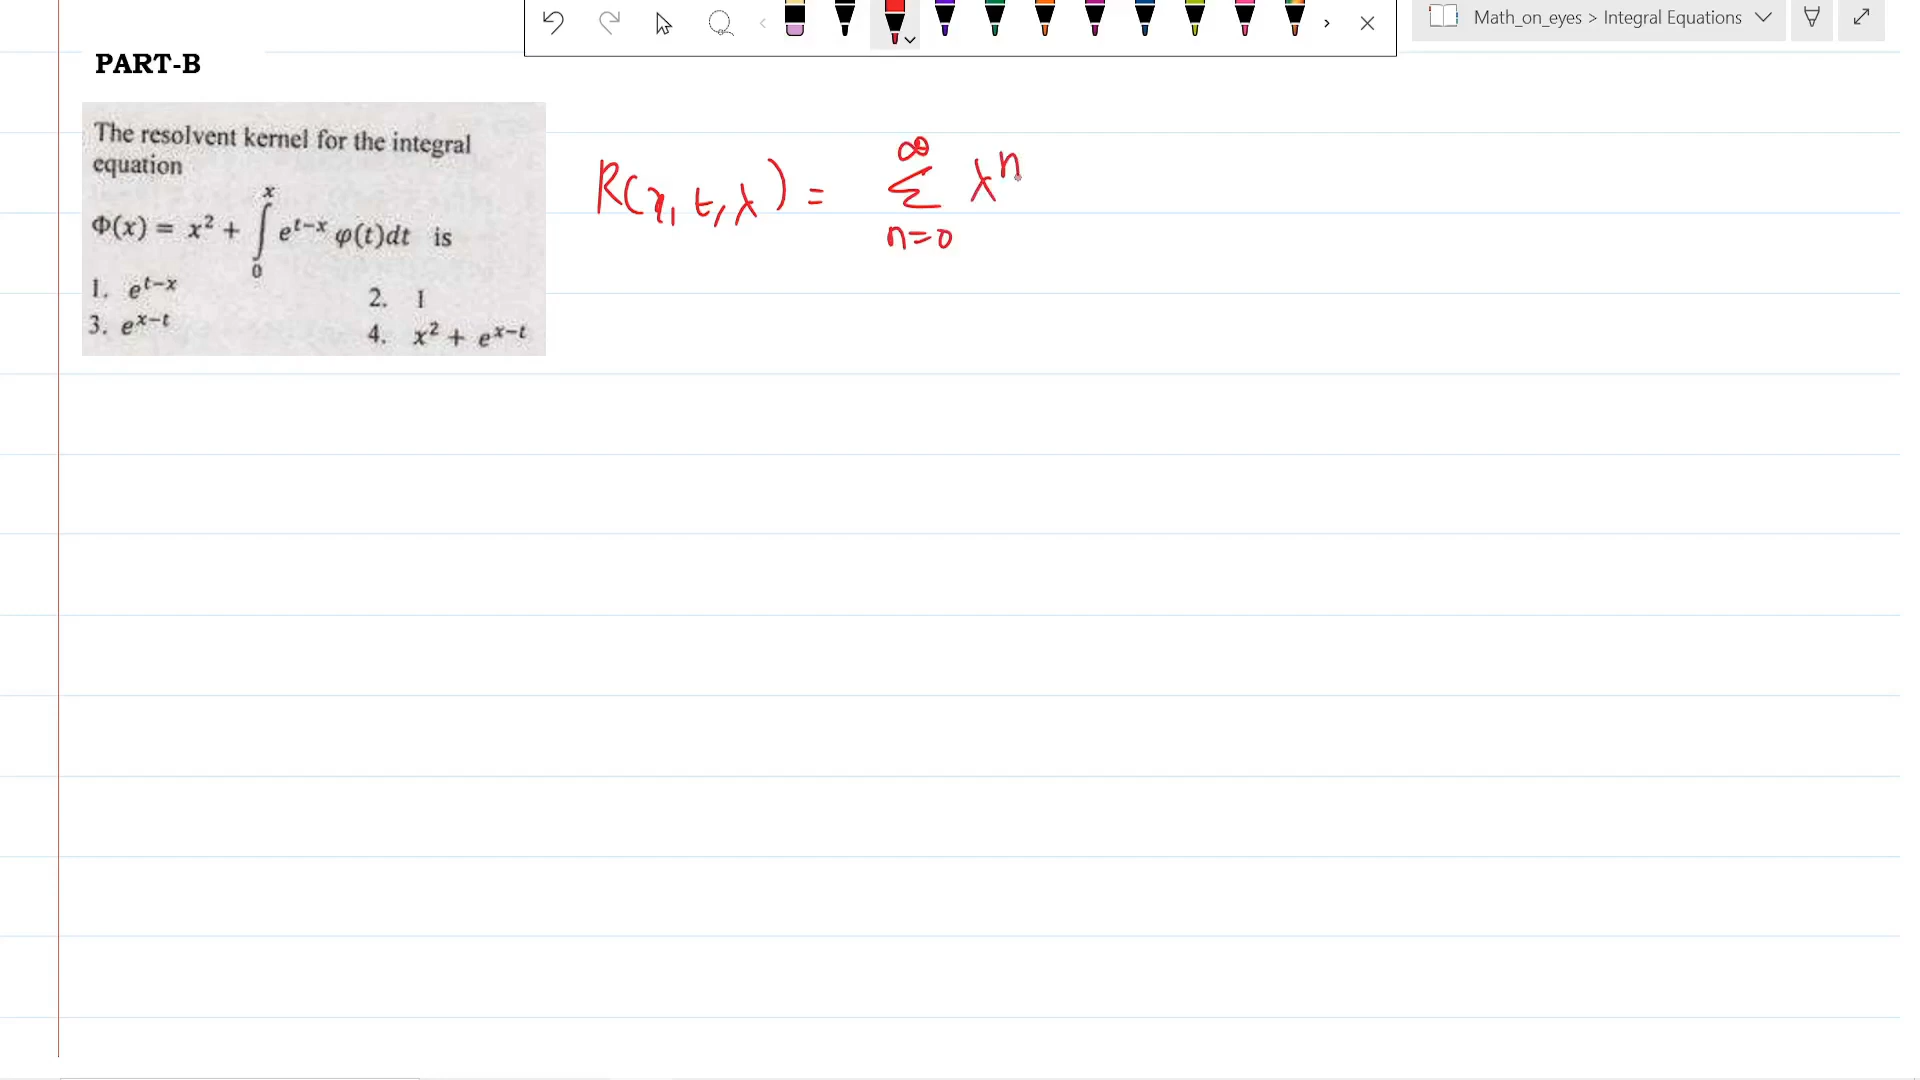 Math_on_eyes > Integral Equations
PART-B
The resolvent kernel for the integral
equation
Φ(x) = x² + ∫₀ˣ e^{t−x} φ(t)dt is
1. e^{t−x} 2. 1
3. e^{x−t} 4. x² + e^{x−t}
R(x, t, λ) = ∑_{n=0}^{∞} λⁿ